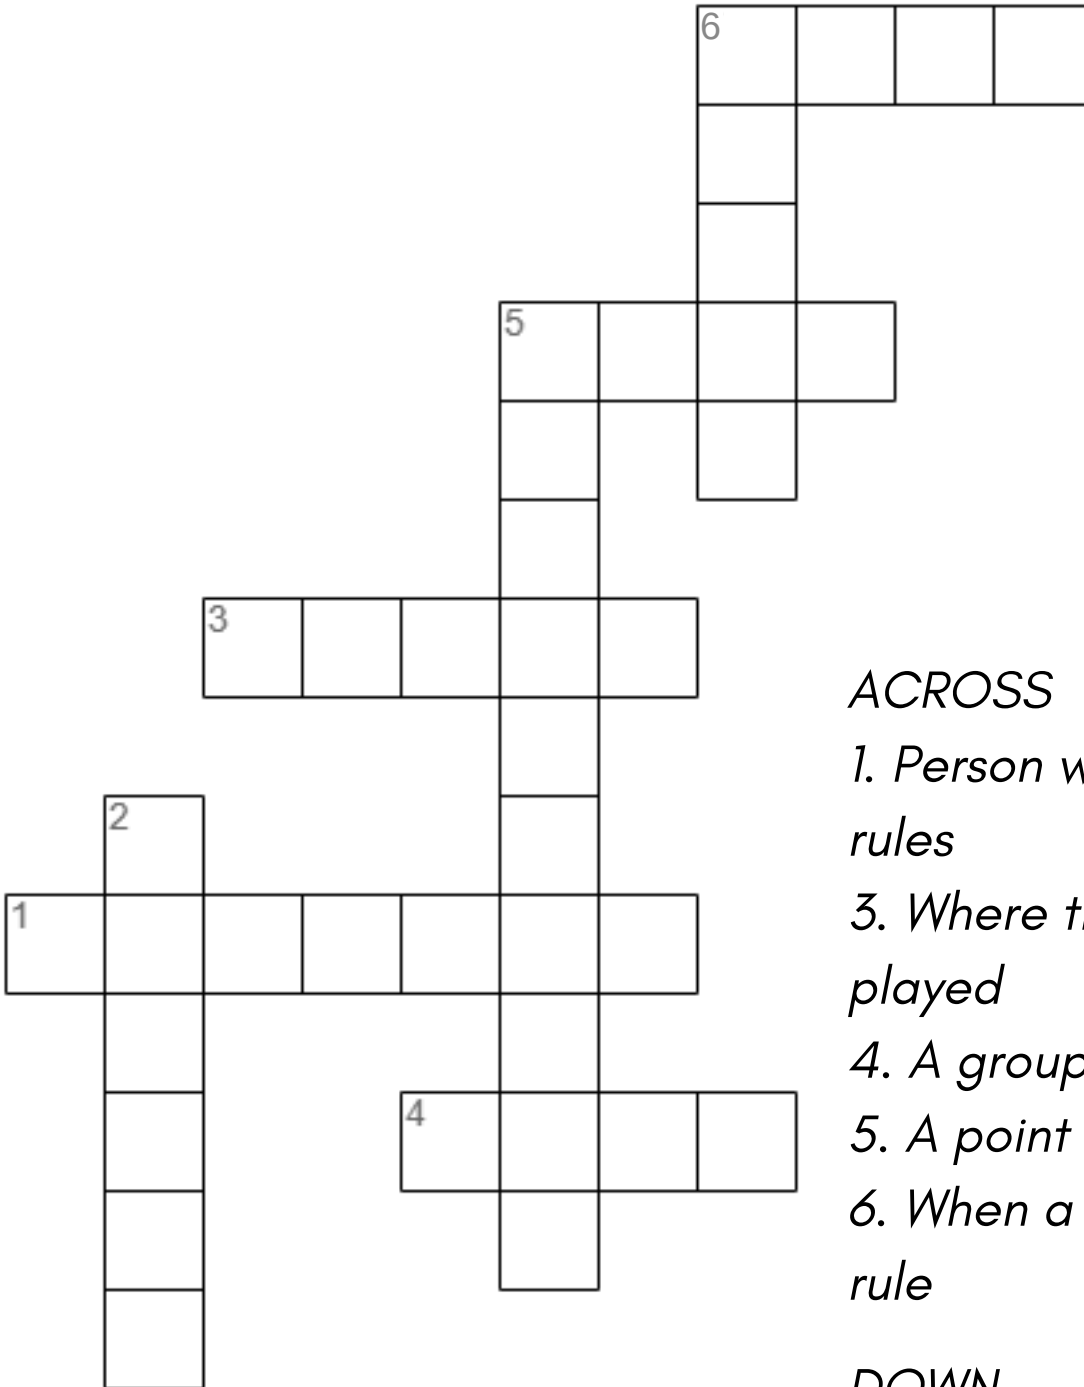 6
5
3
2
1
4
ACROSS
1. Person
rules
3. Where
played
4. A group
5. A point
6. When a
rule
DOWN